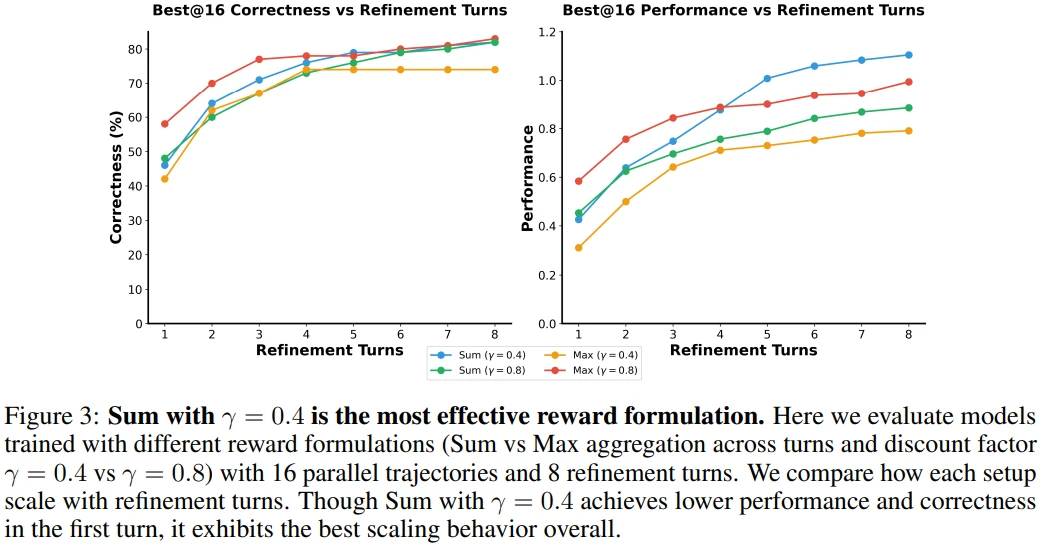 Best@16 Correctness vs Refinement Turns
Correctness (%)
80
70
60
50
40
30
20
10
0
1 2 3 4 5 6 7 8
Refinement Turns
Best@16 Performance vs Refinement Turns
Performance
1.2
1.0
0.8
0.6
0.4
0.2
0.0
1 2 3 4 5 6 7 8
Refinement Turns
Sum (γ = 0.4) Max (γ = 0.4)
Sum (γ = 0.8) Max (γ = 0.8)
Figure 3: Sum with γ = 0.4 is the most effective reward formulation. Here we evaluate models
trained with different reward formulations (Sum vs Max aggregation across turns and discount factor
γ = 0.4 vs γ = 0.8) with 16 parallel trajectories and 8 refinement turns. We compare how each setup
scale with refinement turns. Though Sum with γ = 0.4 achieves lower performance and correctness
in the first turn, it exhibits the best scaling behavior overall.